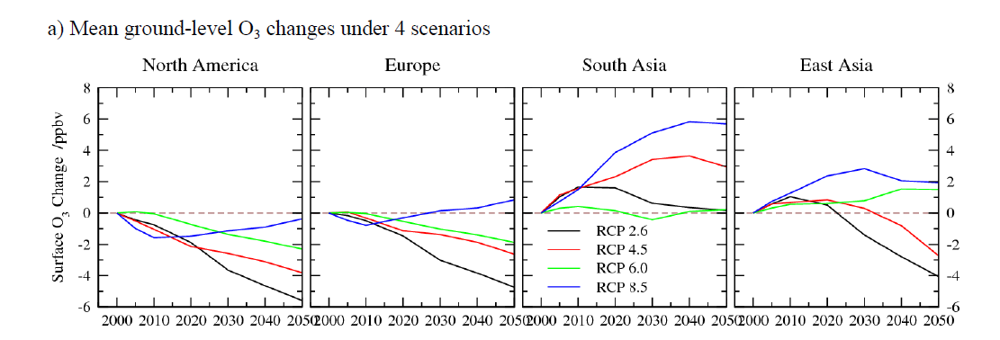 a) Mean ground-level O₃ changes under 4 scenarios
North America Europe South Asia East Asia
Surface O₃ Change /ppbv
8 8
6 6
4 4
2 2
0 0
-2 -2
-4 -4
-6 -6
RCP 2.6
RCP 4.5
RCP 6.0
RCP 8.5
2000 2010 2020 2030 2040 2050 2000 2010 2020 2030 2040 2050 2000 2010 2020 2030 2040 2050 2000 2010 2020 2030 2040 2050